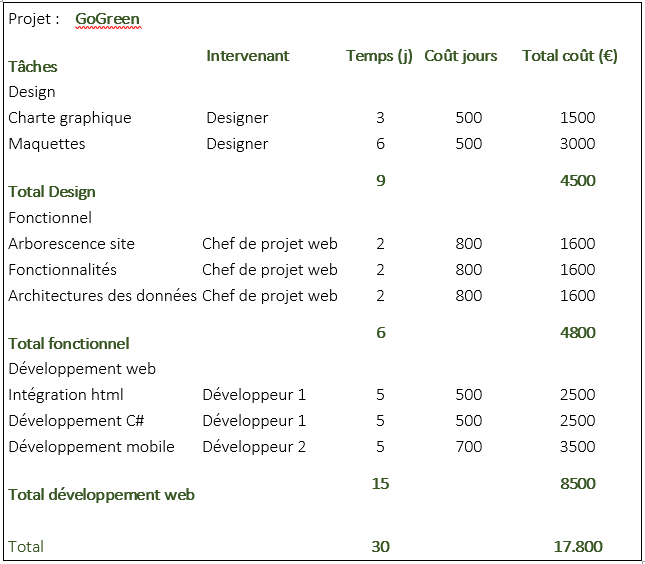 Projet : GoGreen
Tâches Intervenant Temps (j) Coût jours Total coût (€)
Design
Charte graphique Designer 3 500 1500
Maquettes Designer 6 500 3000
Total Design 9 4500
Fonctionnel
Arborescence site Chef de projet web 2 800 1600
Fonctionnalités Chef de projet web 2 800 1600
Architectures des données Chef de projet web 2 800 1600
Total fonctionnel 6 4800
Développement web
Intégration html Développeur 1 5 500 2500
Développement C# Développeur 1 5 500 2500
Développement mobile Développeur 2 5 700 3500
Total développement web 15 8500
Total 30 17.800